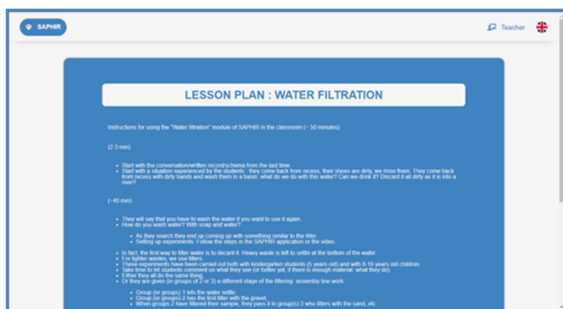 SAPHIR
Teacher
LESSON PLAN : WATER FILTRATION
Instructions for using the "Water filtration" module of SAPHIR in the classroom (~ 50 minutes)
(2-3 min)
Start with the conversation/written record/schema from the last time.
Start with a situation experienced by the students : they come back from recess, their shoes are dirty, we rinse them. They come back
from recess with dirty hands and wash them in a basin: what do we do with this water? Can we drink it? Discard it all dirty as it is into a
river?
(~40 min)
They will say that you have to wash the water if you want to use it again.
How do you wash water? With soap and water?
As they search they end up coming up with something similar to the filter.
Setting up experiments: Follow the steps in the SAPHIR application or the video.
In fact, the first way to filter water is to decant it. Heavy waste is left to settle at the bottom of the water.
For lighter wastes, we use filters.
These experiments have been carried out both with kindergarten students (5 years old) and with 8-10 years old children.
Take time to let students comment on what they see (or better yet, if there is enough material: what they do).
Either they all do the same thing.
Or they are given (in groups of 2 or 3) a different stage of the filtering: assembly line work
Group (or groups) 1 lets the water settle
Group (or groups) 2 has the first filter with the gravel.
When groups 2 have filtered their sample, they pass it to group(s) 3 who filters with the sand, etc.